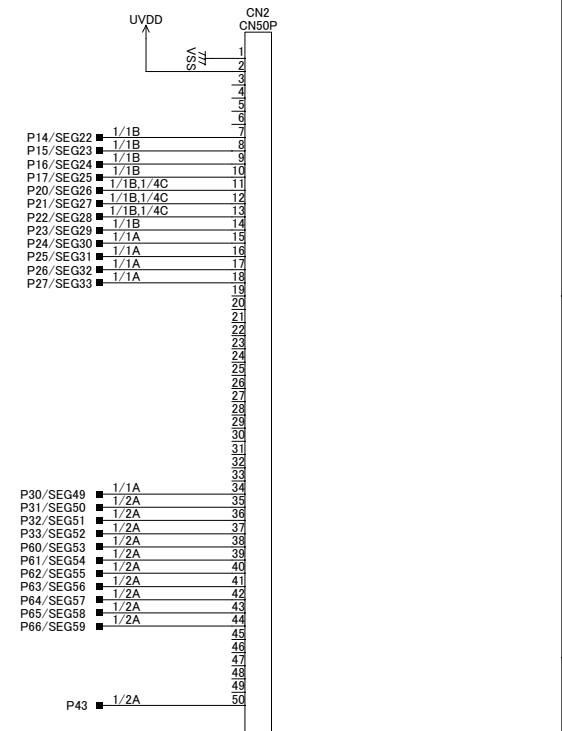 CN2
CN50P
UVDD
VSS
1
2
3
4
5
6
P14/SEG22 1/1B 7
P15/SEG23 1/1B 8
P16/SEG24 1/1B 9
P17/SEG25 1/1B 10
P20/SEG26 1/1B,1/4C 11
P21/SEG27 1/1B,1/4C 12
P22/SEG28 1/1B,1/4C 13
P23/SEG29 1/1B 14
P24/SEG30 1/1A 15
P25/SEG31 1/1A 16
P26/SEG32 1/1A 17
P27/SEG33 1/1A 18
19
20
21
22
23
24
25
26
27
28
29
30
31
32
33
P30/SEG49 1/1A 34
P31/SEG50 1/2A 35
P32/SEG51 1/2A 36
P33/SEG52 1/2A 37
P60/SEG53 1/2A 38
P61/SEG54 1/2A 39
P62/SEG55 1/2A 40
P63/SEG56 1/2A 41
P64/SEG57 1/2A 42
P65/SEG58 1/2A 43
P66/SEG59 1/2A 44
45
46
47
48
49
P43 1/2A 50